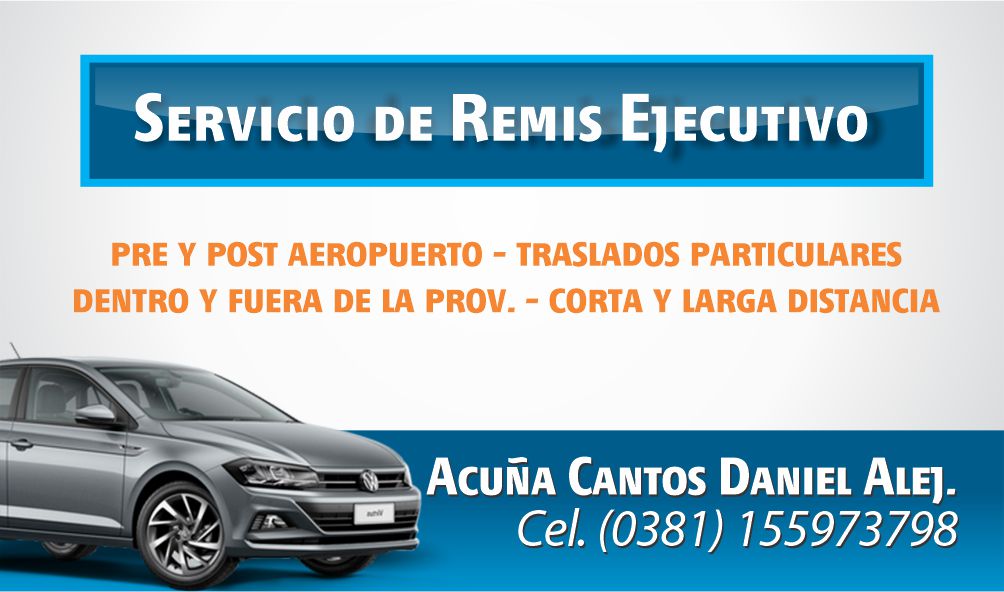 SERVICIO DE REMIS EJECUTIVO
PRE Y POST AEROPUERTO - TRASLADOS PARTICULARES
DENTRO Y FUERA DE LA PROV. - CORTA Y LARGA DISTANCIA
ACUÑA CANTOS DANIEL ALEJ.
Cel. (0381) 155973798